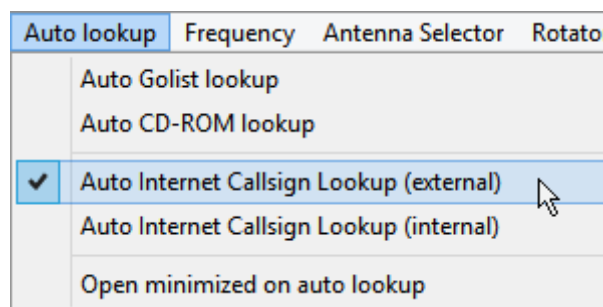 Auto lookup Frequency Antenna Selector Rotato
Auto Golist lookup
Auto CD-ROM lookup
Auto Internet Callsign Lookup (external)
Auto Internet Callsign Lookup (internal)
Open minimized on auto lookup